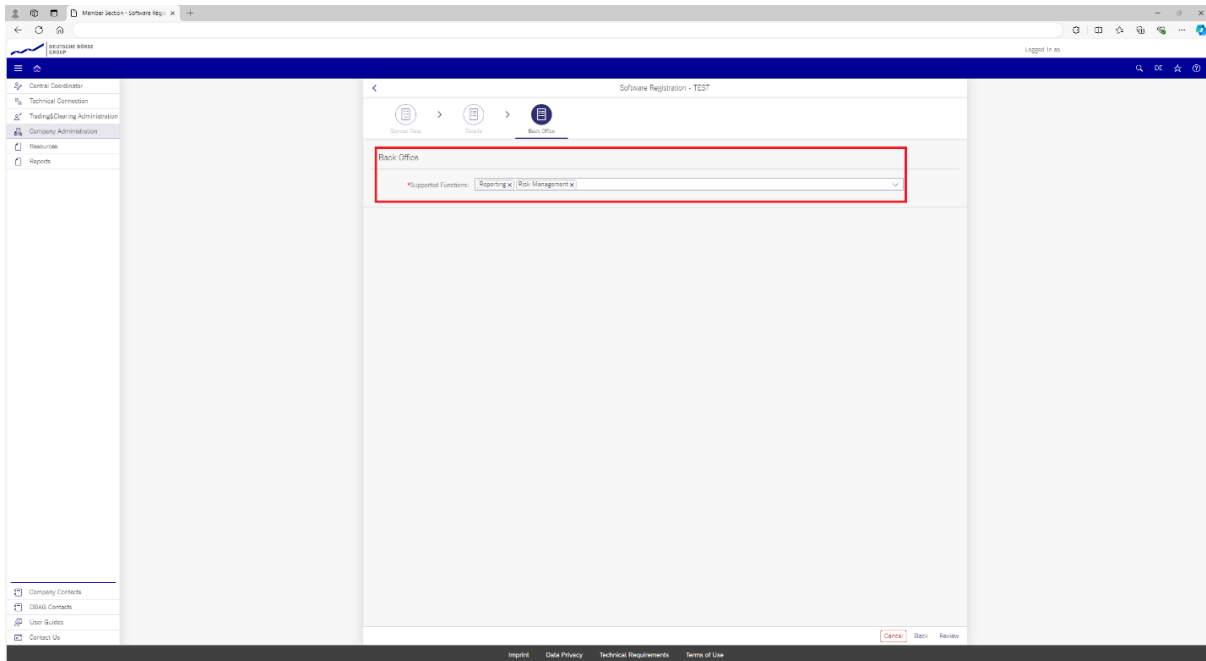 Member Section - Software Regis
DEUTSCHE BÖRSE
GROUP
Logged in as
DE
Central Coordinator
Technical Connection
Trading&Clearing Administration
Company Administration
Resources
Reports
Software Registration - TEST
General Data
Details
Back Office
Back Office
*Supported Functions: Reporting x Risk Management x
Company Contacts
DBAG Contacts
User Guides
Contact Us
Cancel Back Review
Imprint Data Privacy Technical Requirements Terms of Use